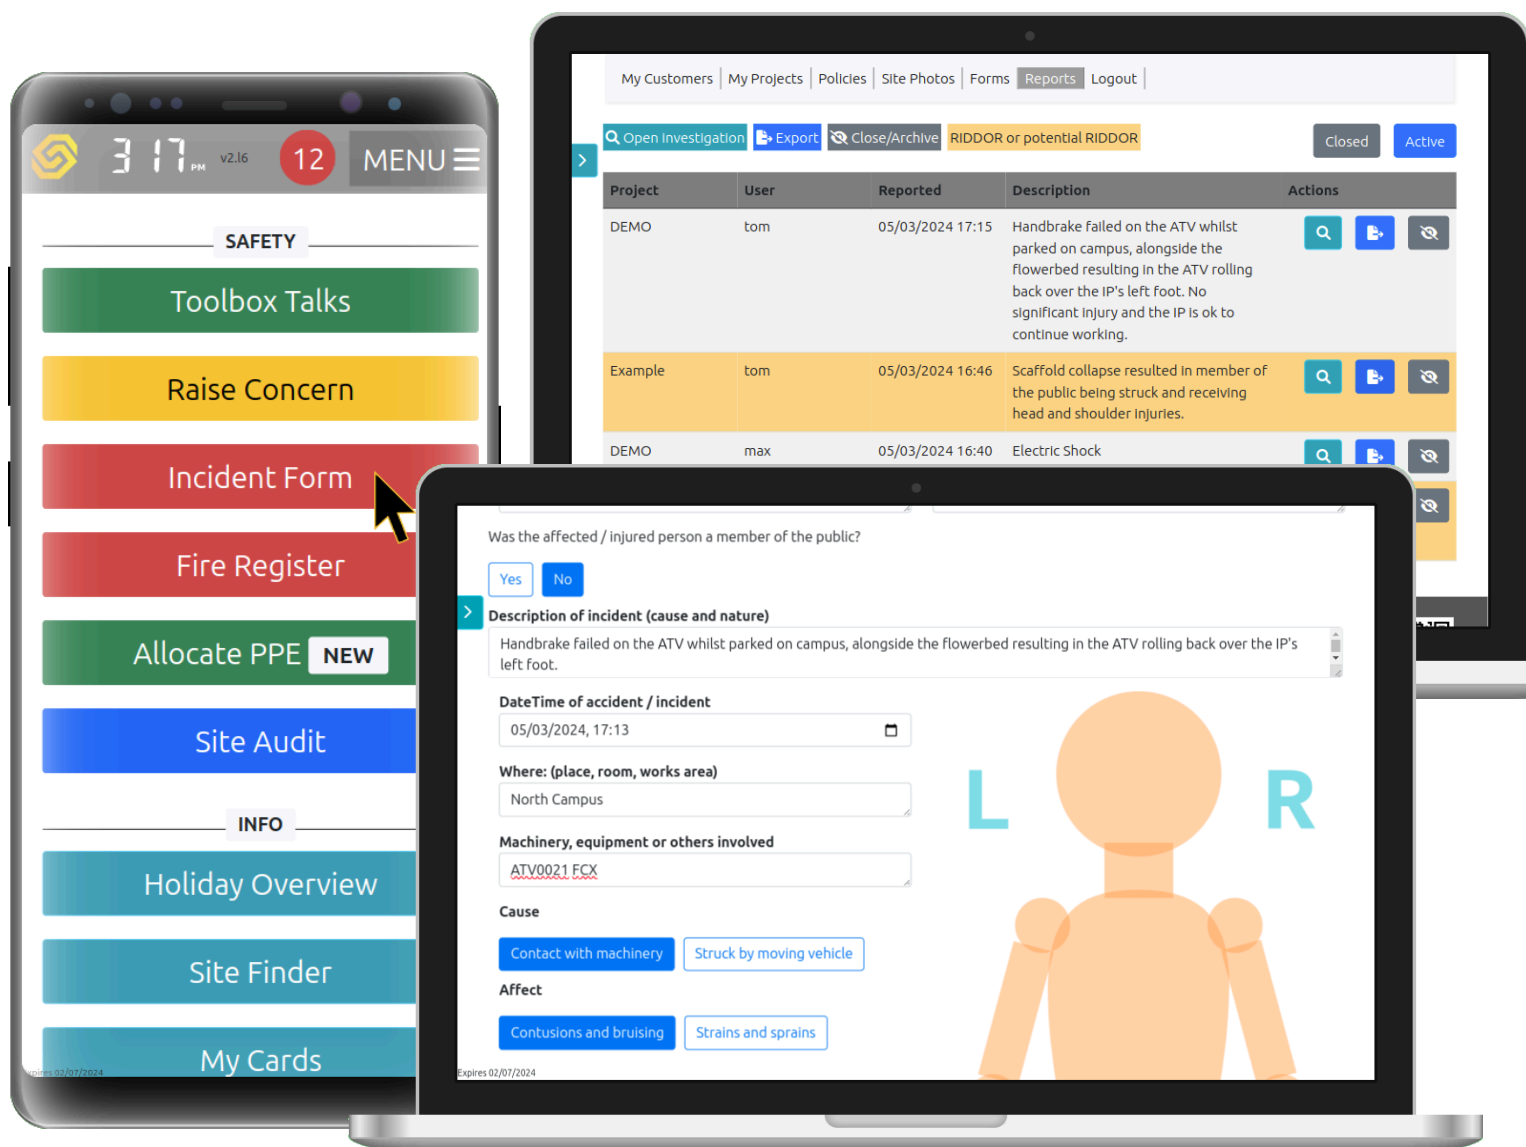 3 17 PM v2.l6 12 MENU
SAFETY
Toolbox Talks
Raise Concern
Incident Form
Fire Register
Allocate PPE NEW
Site Audit
INFO
Holiday Overview
Site Finder
My Cards
xpires 02/07/2024
My Customers My Projects Policies Site Photos Forms Reports Logout
Open Investigation Export Close/Archive RIDDOR or potential RIDDOR Closed Active
Project User Reported Description Actions
DEMO tom 05/03/2024 17:15 Handbrake failed on the ATV whilst
parked on campus, alongside the
flowerbed resulting in the ATV rolling
back over the IP's left foot. No
significant injury and the IP is ok to
continue working.
Example tom 05/03/2024 16:46 Scaffold collapse resulted in member of
the public being struck and receiving
head and shoulder injuries.
DEMO max 05/03/2024 16:40 Electric Shock
Was the affected / injured person a member of the public?
Yes No
Description of incident (cause and nature)
Handbrake failed on the ATV whilst parked on campus, alongside the flowerbed resulting in the ATV rolling back over the IP's
left foot.
DateTime of accident / incident
05/03/2024, 17:13
Where: (place, room, works area)
North Campus
Machinery, equipment or others involved
ATV0021 FCX
Cause
Contact with machinery Struck by moving vehicle
Affect
Contusions and bruising Strains and sprains
L R
Expires 02/07/2024